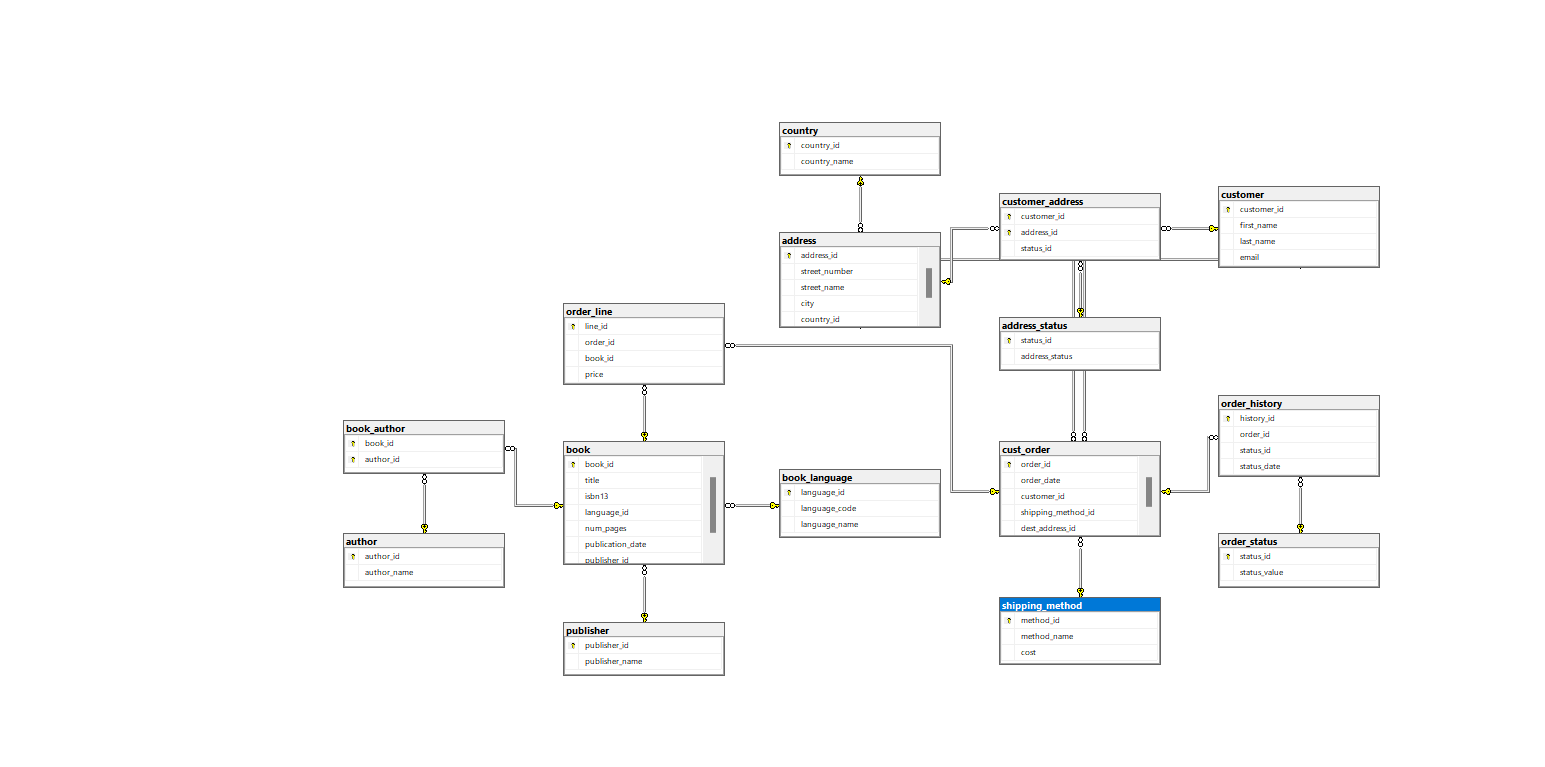 country
country_id
country_name
customer_address
customer_id
address_id
status_id
customer
customer_id
first_name
last_name
email
address
address_id
street_number
street_name
city
country_id
order_line
line_id
order_id
book_id
price
address_status
status_id
address_status
order_history
history_id
order_id
status_id
status_date
book_author
book_id
author_id
book
book_id
title
isbn13
language_id
num_pages
publication_date
publisher_id
book_language
language_id
language_code
language_name
cust_order
order_id
order_date
customer_id
shipping_method_id
dest_address_id
author
author_id
author_name
order_status
status_id
status_value
shipping_method
method_id
method_name
cost
publisher
publisher_id
publisher_name